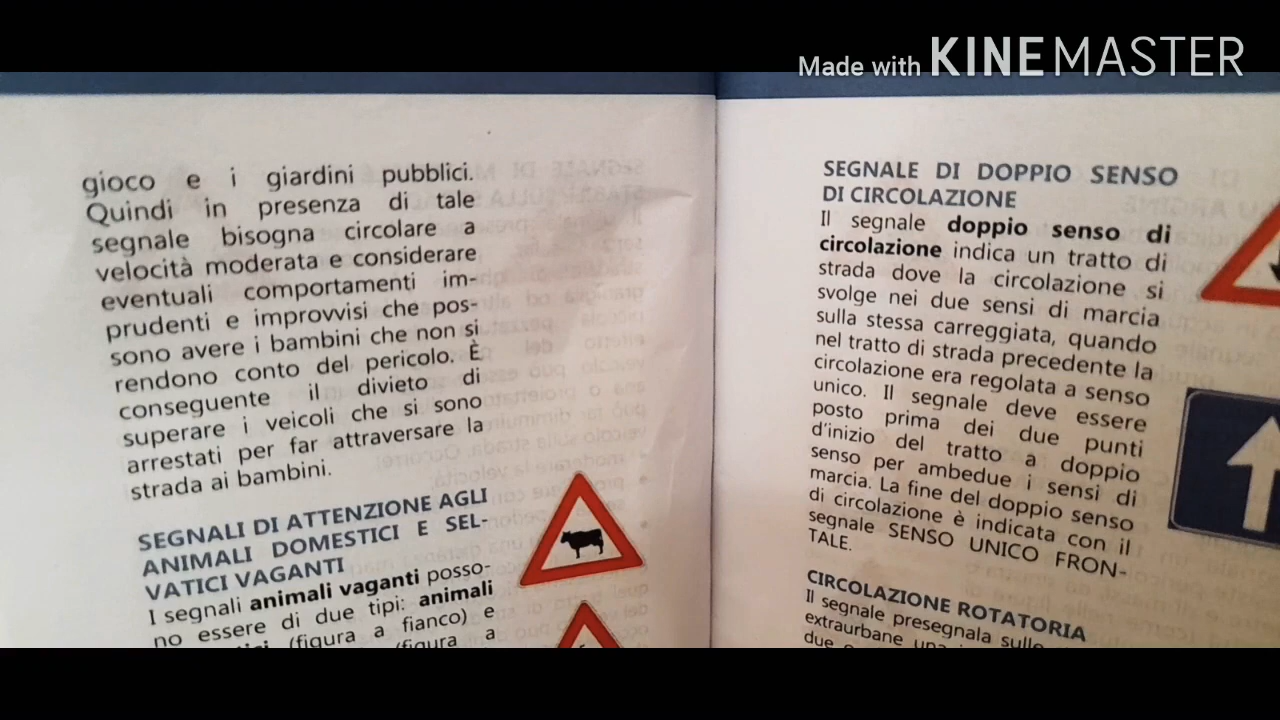 Made with KINEMASTER
gioco e i giardini pubblici.
Quindi in presenza di tale
segnale bisogna circolare a
velocità moderata e considerare
eventuali comportamenti im-
prudenti e improvvisi che pos-
sono avere i bambini che non si
rendono conto del pericolo. È
conseguente il divieto di
superare i veicoli che si sono
arrestati per far attraversare la
strada ai bambini.
SEGNALI DI ATTENZIONE AGLI
ANIMALI DOMESTICI E SEL-
VATICI VAGANTI
I segnali animali vaganti posso-
no essere di due tipi: animali
(figura a fianco) e
(figura a
SEGNALE DI DOPPIO SENSO
DI CIRCOLAZIONE
Il segnale doppio senso di
circolazione indica un tratto di
strada dove la circolazione si
svolge nei due sensi di marcia
sulla stessa carreggiata, quando
nel tratto di strada precedente la
circolazione era regolata a senso
unico. Il segnale deve essere
posto prima dei due punti
d'inizio del tratto a doppio
senso per ambedue i sensi di
marcia. La fine del doppio senso
di circolazione è indicata con il
segnale SENSO UNICO FRON-
TALE.
CIRCOLAZIONE ROTATORIA
Il segnale presegnala sulle
extraurbane una
due